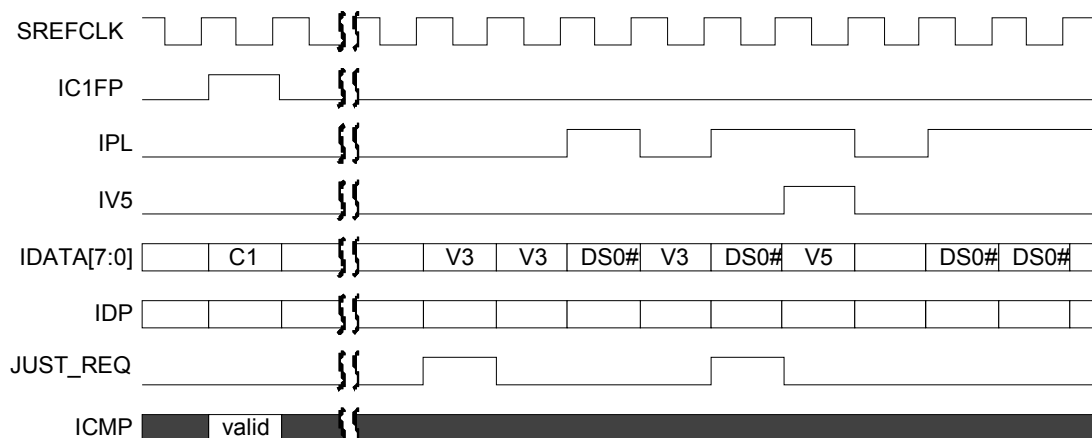 SREFCLK
IC1FP
IPL
IV5
IDATA[7:0] C1 V3 V3 DS0# V3 DS0# V5 DS0# DS0#
IDP
JUST_REQ
ICMP valid